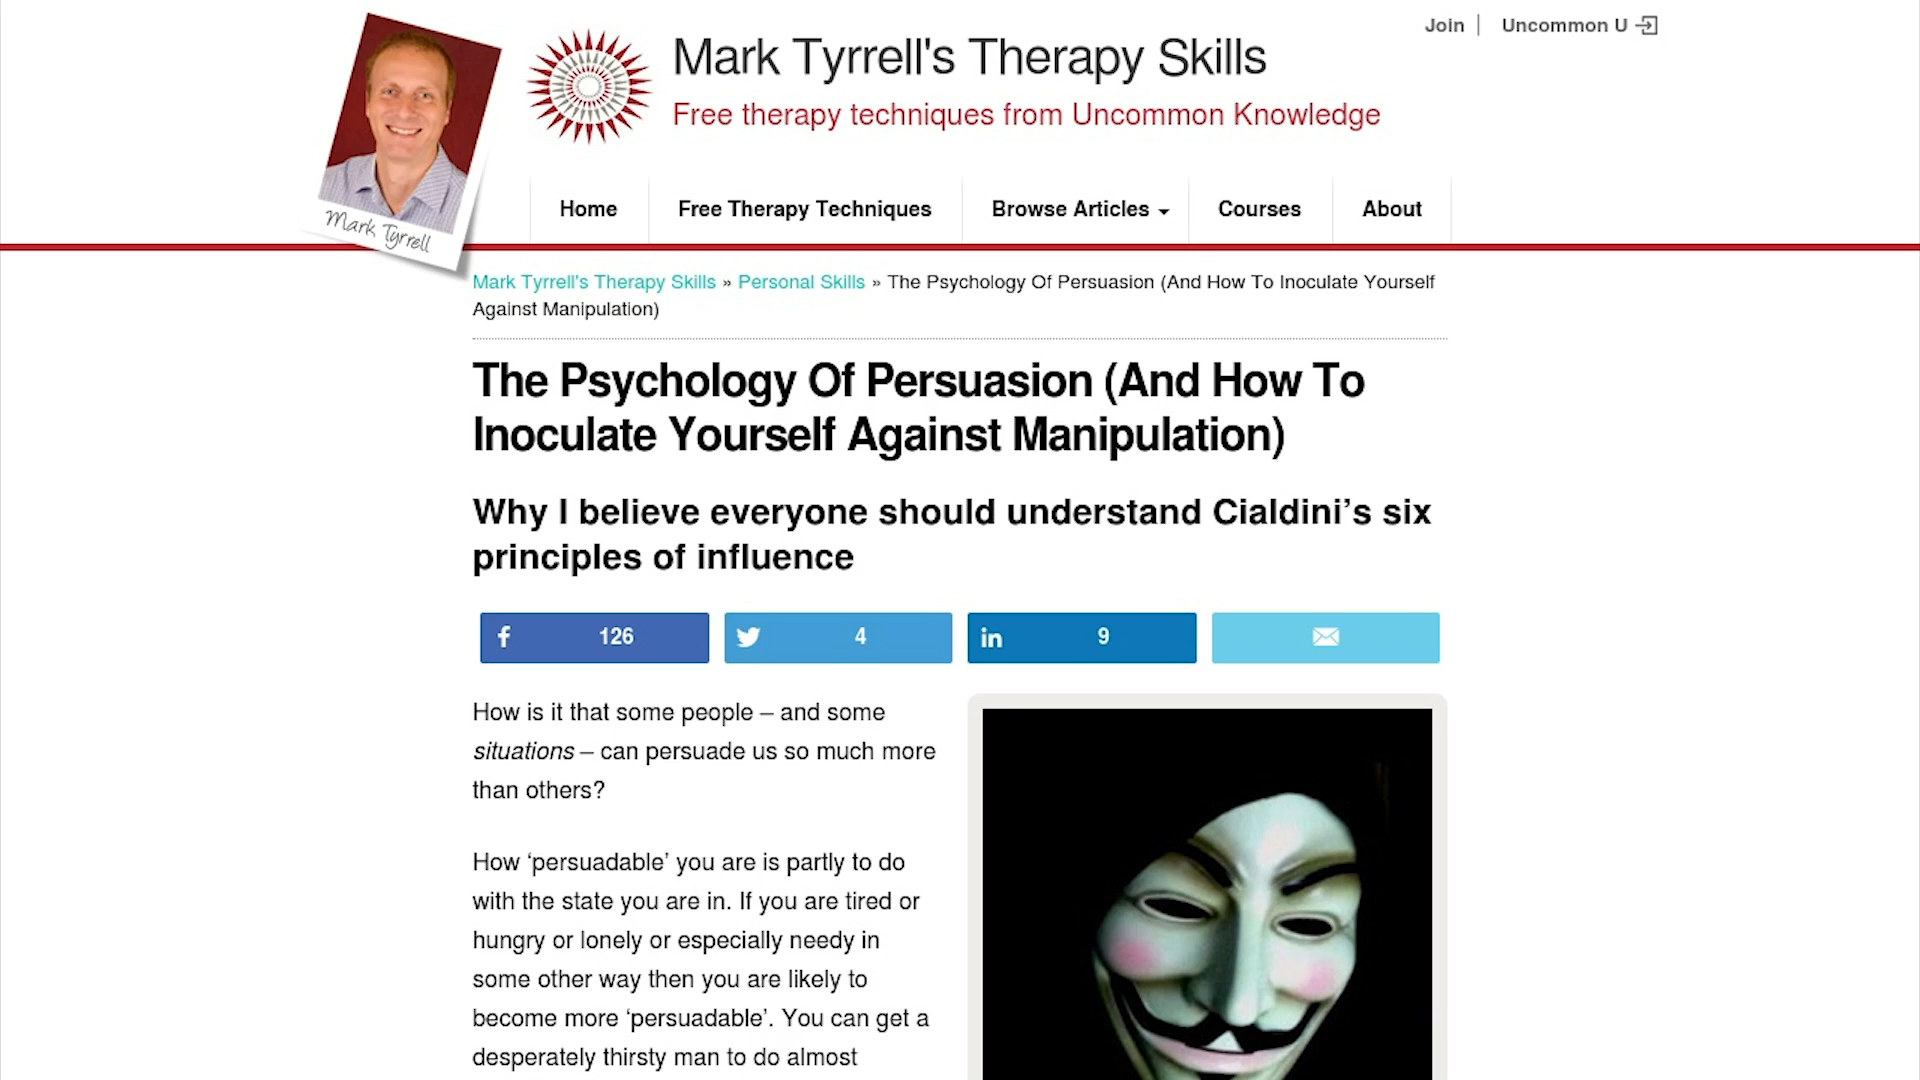 Join
Uncommon U
Mark Tyrrell's Therapy Skills
Free therapy techniques from Uncommon Knowledge
Mark Tyrrell
Home
Free Therapy Techniques
Browse Articles
Courses
About
Mark Tyrrell's Therapy Skills » Personal Skills » The Psychology Of Persuasion (And How To Inoculate Yourself
Against Manipulation)
The Psychology Of Persuasion (And How To
Inoculate Yourself Against Manipulation)
Why I believe everyone should understand Cialdini’s six
principles of influence
126
4
9
How is it that some people – and some
situations – can persuade us so much more
than others?
How ‘persuadable’ you are is partly to do
with the state you are in. If you are tired or
hungry or lonely or especially needy in
some other way then you are likely to
become more ‘persuadable’. You can get a
desperately thirsty man to do almost